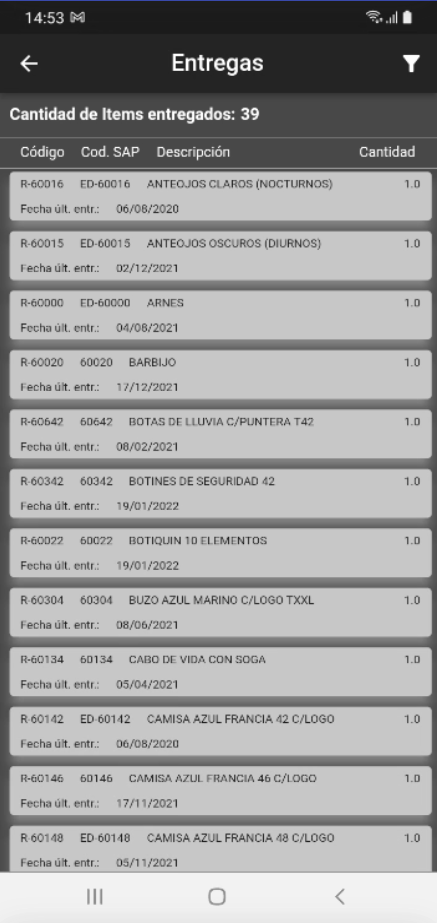 14:53
Entregas
Cantidad de Items entregados: 39
Código Cod. SAP Descripción Cantidad
R-60016 ED-60016 ANTEOJOS CLAROS (NOCTURNOS) 1.0
Fecha últ. entr.: 06/08/2020
R-60015 ED-60015 ANTEOJOS OSCUROS (DIURNOS) 1.0
Fecha últ. entr.: 02/12/2021
R-60000 ED-60000 ARNES 1.0
Fecha últ. entr.: 04/08/2021
R-60020 60020 BARBIJO 1.0
Fecha últ. entr.: 17/12/2021
R-60642 60642 BOTAS DE LLUVIA C/PUNTERA T42 1.0
Fecha últ. entr.: 08/02/2021
R-60342 60342 BOTINES DE SEGURIDAD 42 1.0
Fecha últ. entr.: 19/01/2022
R-60022 60022 BOTIQUIN 10 ELEMENTOS 1.0
Fecha últ. entr.: 19/01/2022
R-60304 60304 BUZO AZUL MARINO C/LOGO TXXL 1.0
Fecha últ. entr.: 08/06/2021
R-60134 60134 CABO DE VIDA CON SOGA 1.0
Fecha últ. entr.: 05/04/2021
R-60142 ED-60142 CAMISA AZUL FRANCIA 42 C/LOGO 1.0
Fecha últ. entr.: 06/08/2020
R-60146 60146 CAMISA AZUL FRANCIA 46 C/LOGO 1.0
Fecha últ. entr.: 17/11/2021
R-60148 ED-60148 CAMISA AZUL FRANCIA 48 C/LOGO 1.0
Fecha últ. entr.: 05/11/2021